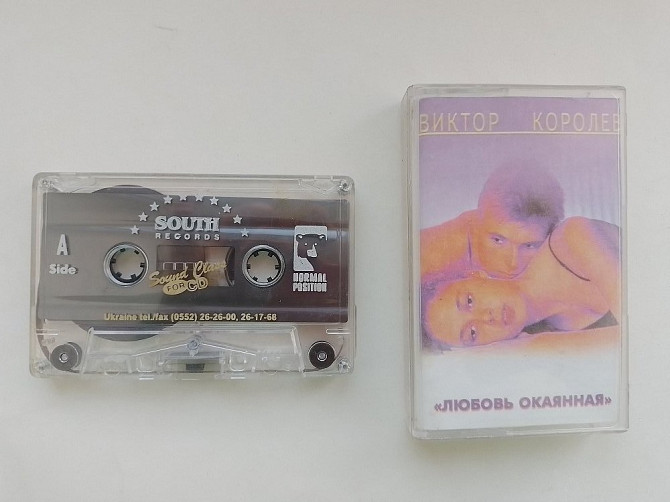 SOUTH
RECORDS
A
Side
Sound Class
FOR CD
NORMAL
POSITION
Ukraine tel./fax (0552) 26-26-00, 26-17-68
ВИКТОР КОРОЛЕВ
«ЛЮБОВЬ ОКАЯННАЯ»